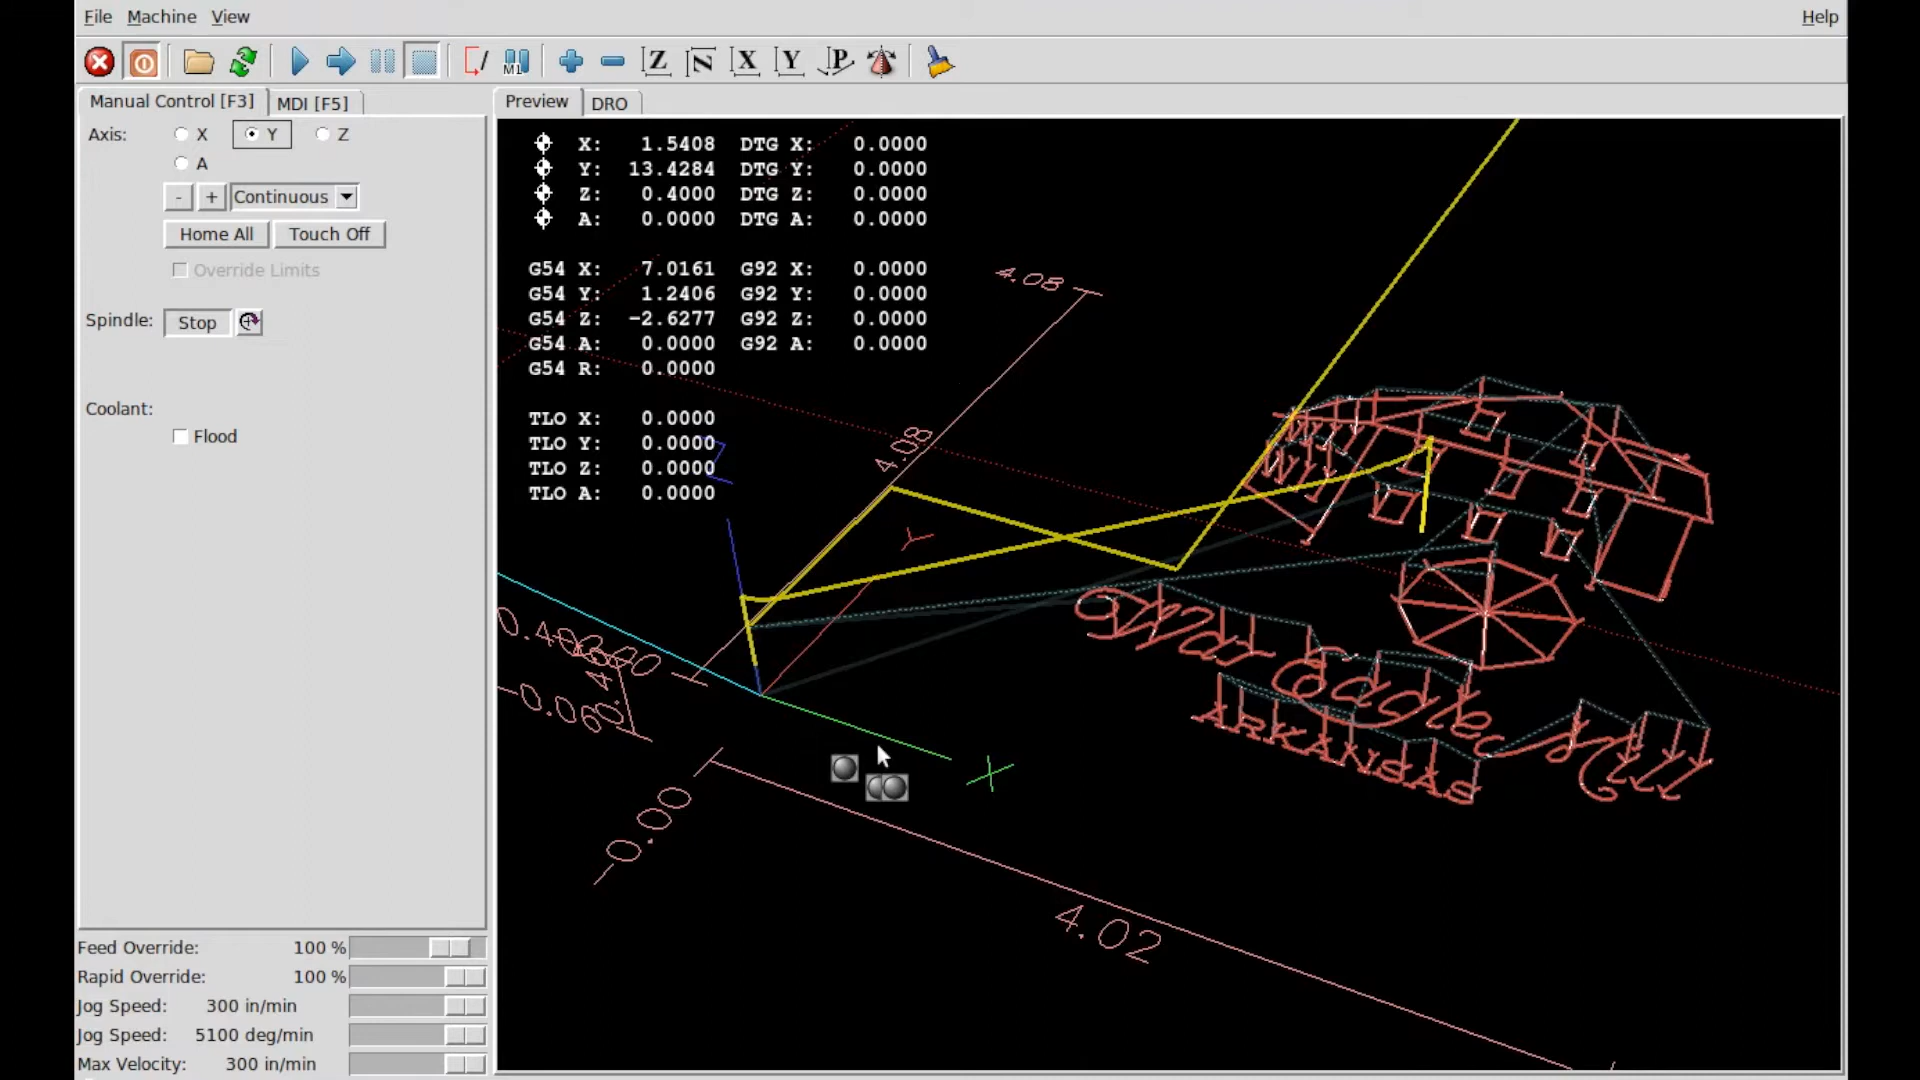 File Machine View Help
Z N X Y P
M1
Manual Control [F3] MDI [F5]
Preview DRO
Axis: X Y Z
A
- + Continuous
Home All Touch Off
Override Limits
Spindle: Stop
Coolant:
Flood
X: 1.5408 DTG X: 0.0000
Y: 13.4284 DTG Y: 0.0000
Z: 0.4000 DTG Z: 0.0000
A: 0.0000 DTG A: 0.0000
G54 X: 7.0161 G92 X: 0.0000
G54 Y: 1.2406 G92 Y: 0.0000
G54 Z: -2.6277 G92 Z: 0.0000
G54 A: 0.0000 G92 A: 0.0000
G54 R: 0.0000
TLO X: 0.0000
TLO Y: 0.0000
TLO Z: 0.0000
TLO A: 0.0000
4.08
4.08
Z
Y
X
-0.00
4.02
War Eagle Mill
ARKANSAS
Feed Override: 100 %
Rapid Override: 100 %
Jog Speed: 300 in/min
Jog Speed: 5100 deg/min
Max Velocity: 300 in/min